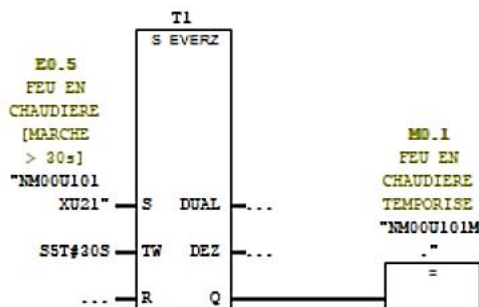 T1
S EVERZ
E0.5
FEU EN
CHAUDIERE
[MARCHE
> 30s]
"NM00U101
XU21"
S
DUAL
...
S5T#30S
TW
DEZ
...
...
R
Q
M0.1
FEU EN
CHAUDIERE
TEMPORISE
"NM00U101M
."
=